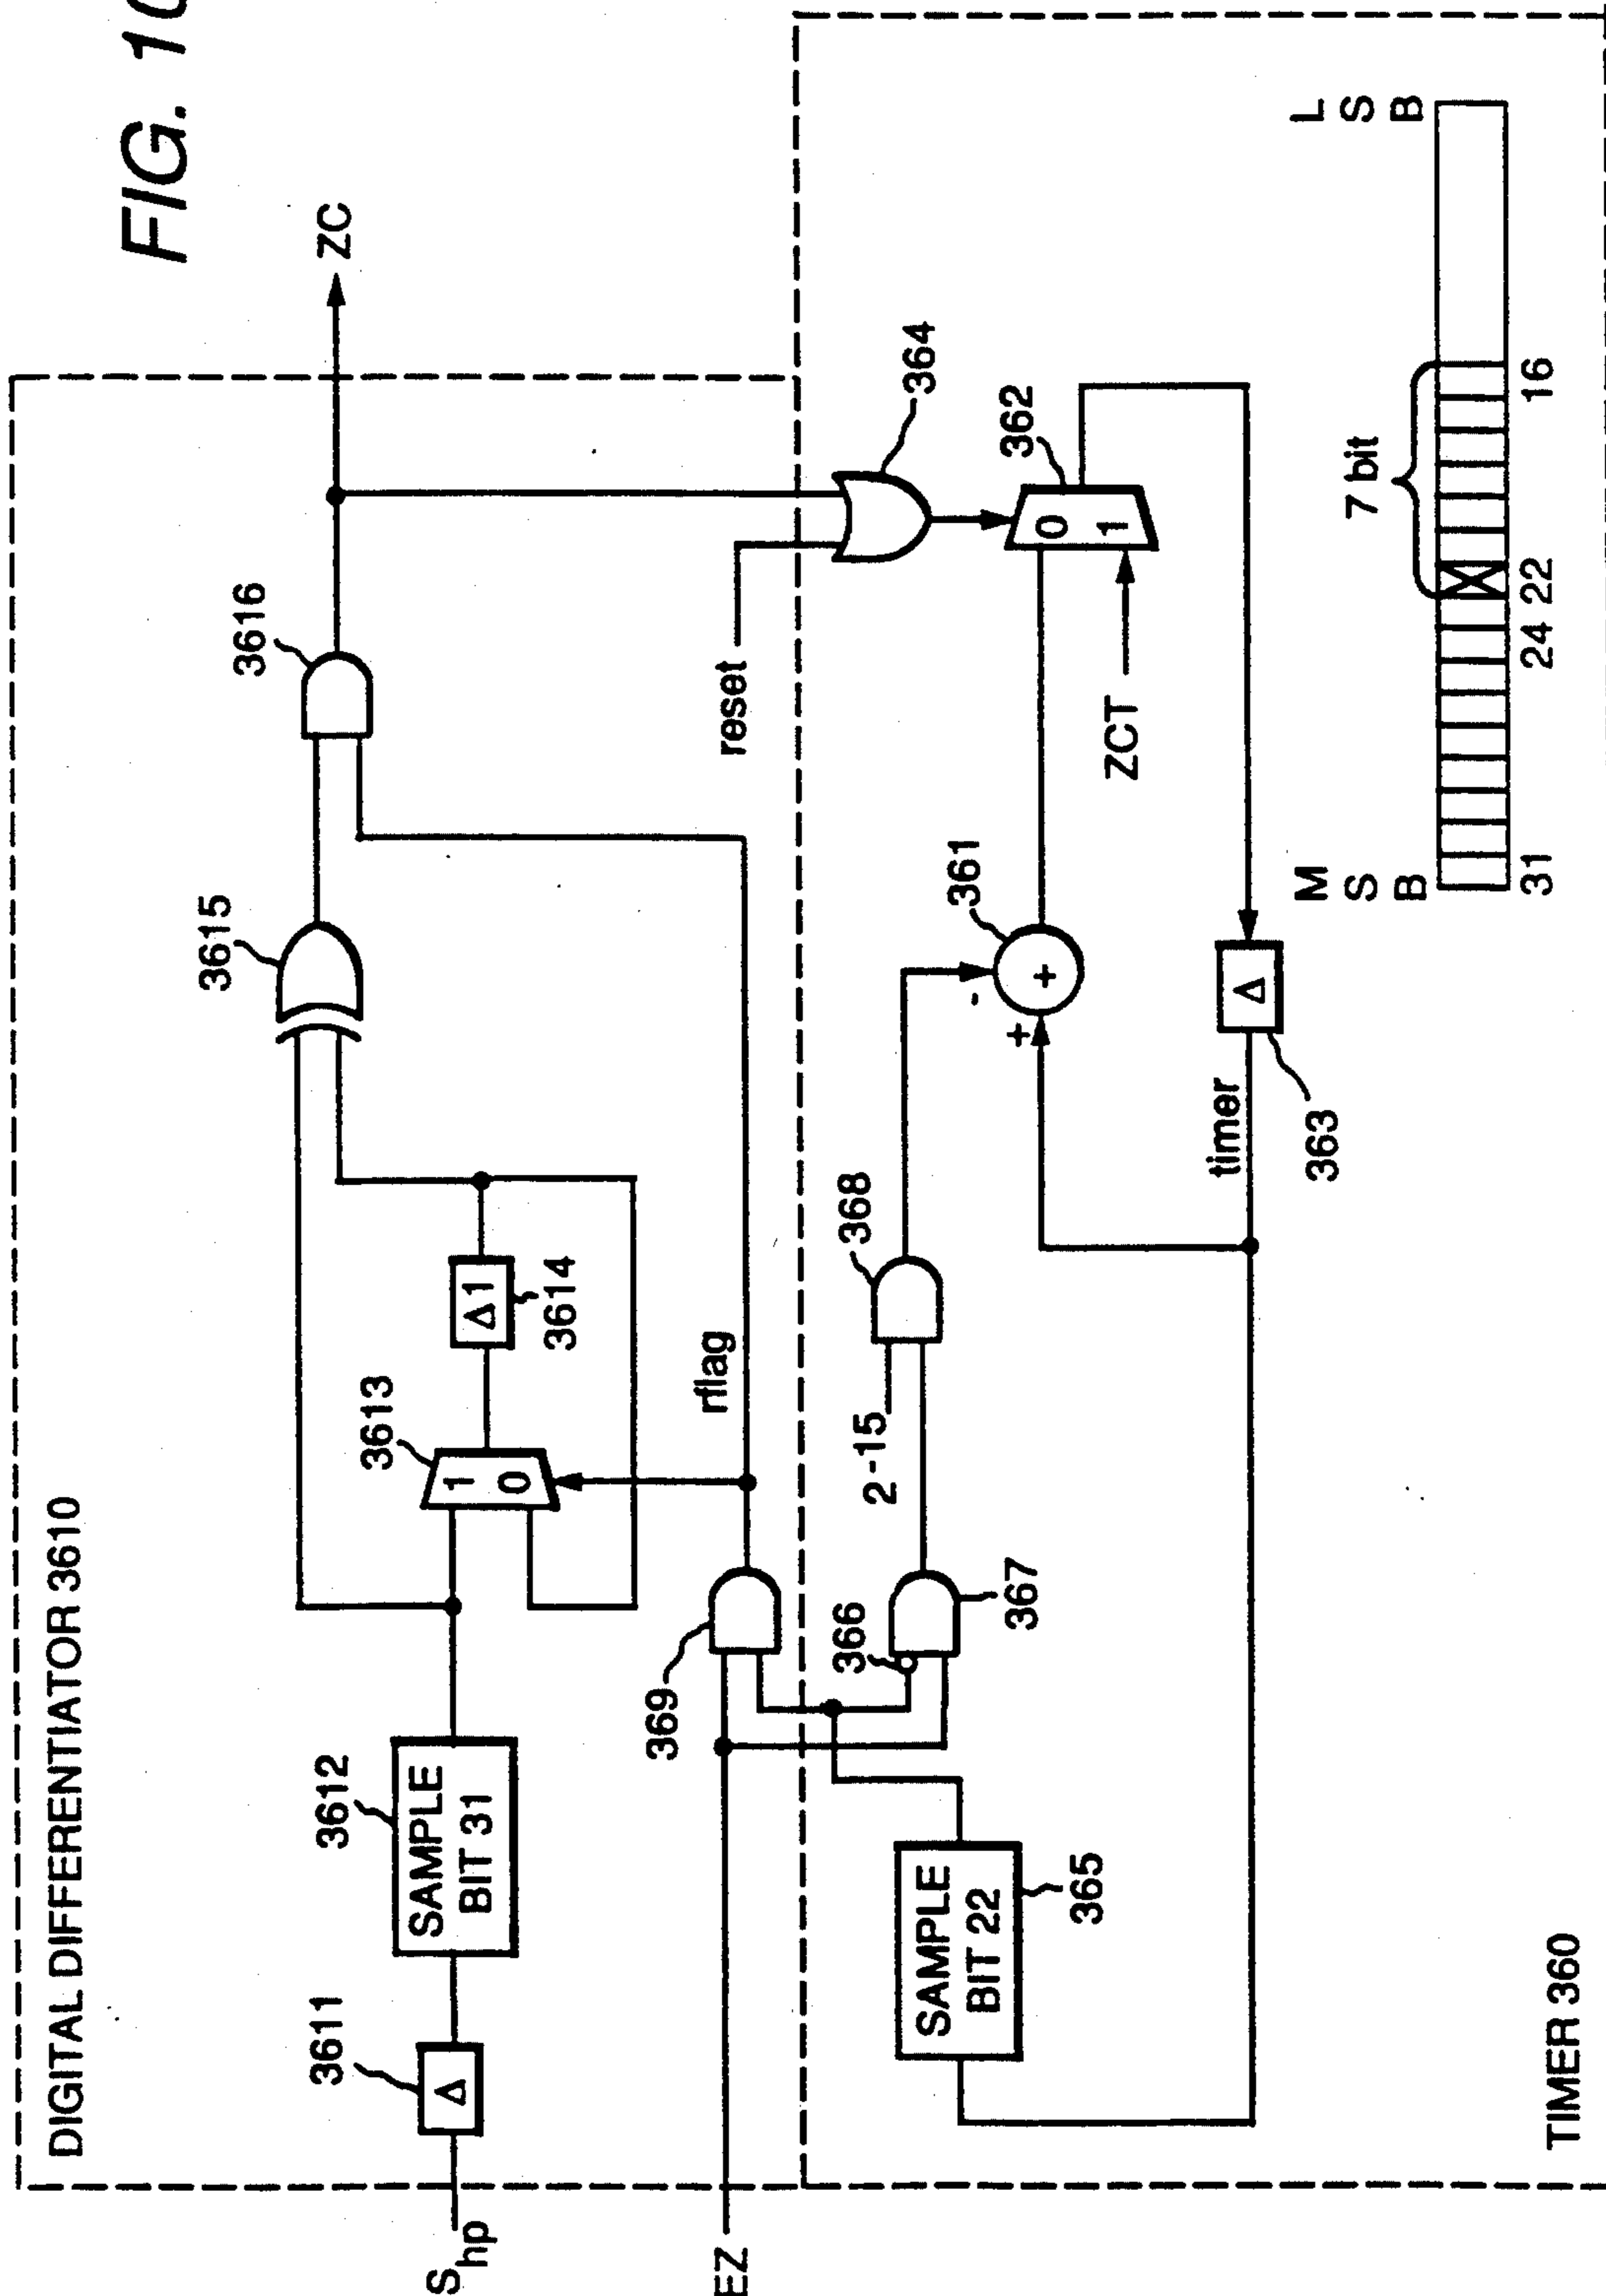 FIG. 10
DIGITAL DIFFERENTIATOR 3610
S hp
EZ
3611
Δ
3612
SAMPLE
BIT 31
3613
1
0
3614
Δ1
3615
3616
ZC
369
rflag
reset
364
366
367
2-15
368
361
+
-
+
362
0
1
ZCT
365
SAMPLE
BIT 22
timer
Δ
363
TIMER 360
M
S
B
L
S
B
7 bit
31
24
22
16